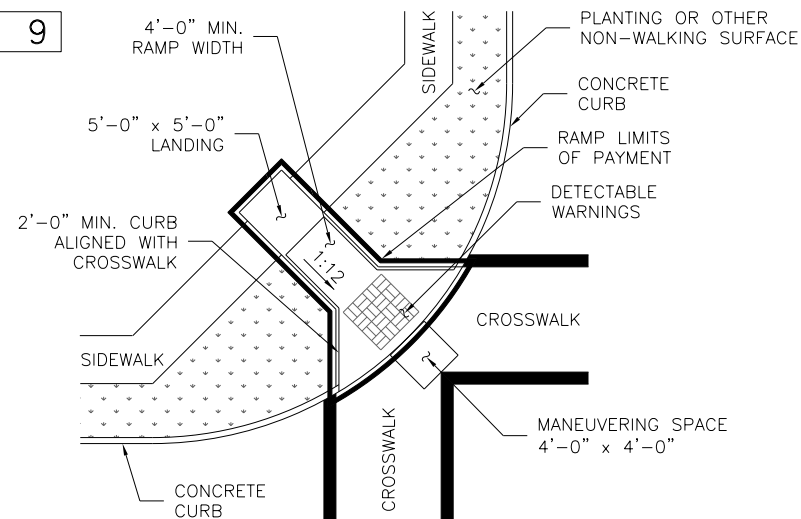 9
4'-0" MIN.
RAMP WIDTH
5'-0" x 5'-0"
LANDING
2'-0" MIN. CURB
ALIGNED WITH
CROSSWALK
SIDEWALK
PLANTING OR OTHER
NON-WALKING SURFACE
CONCRETE
CURB
RAMP LIMITS
OF PAYMENT
DETECTABLE
WARNINGS
1:12
CROSSWALK
SIDEWALK
CROSSWALK
MANEUVERING SPACE
4'-0" x 4'-0"
CONCRETE
CURB